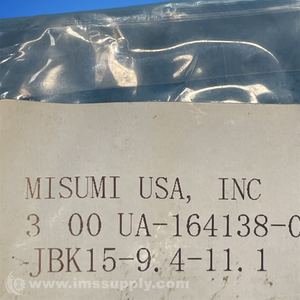 MISUMI USA, INC
3 00 UA-164138-0
-JBK15-9.4-11.1
© www.imssupply.com